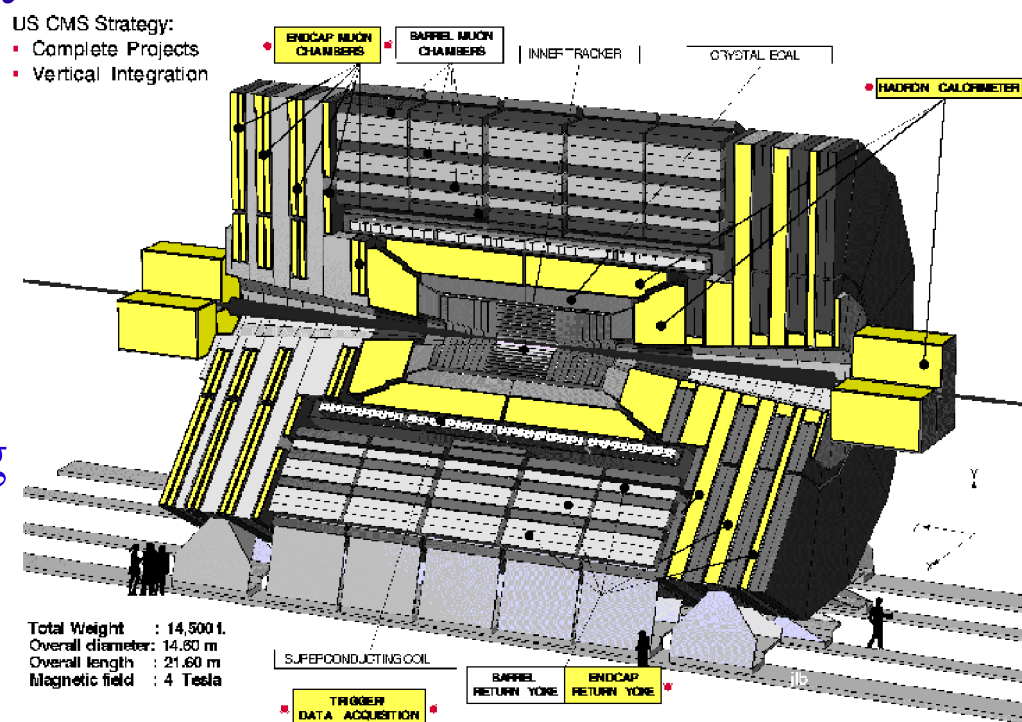 US CMS Strategy:
▪ Complete Projects
▪ Vertical Integration
ENDCAP MUON
CHAMBERS
BARREL MUON
CHAMBERS
INNER TRACKER
CRYSTAL ECAL
HADRON CALORIMETER
Total Weight : 14,500 t.
Overall diameter: 14.60 m
Overall length : 21.60 m
Magnetic field : 4 Tesla
SUPERCONDUCTING COIL
BARREL
RETURN YOKE
ENDCAP
RETURN YOKE
TRIGGER/
DATA ACQUISITION
jlb
Y
X